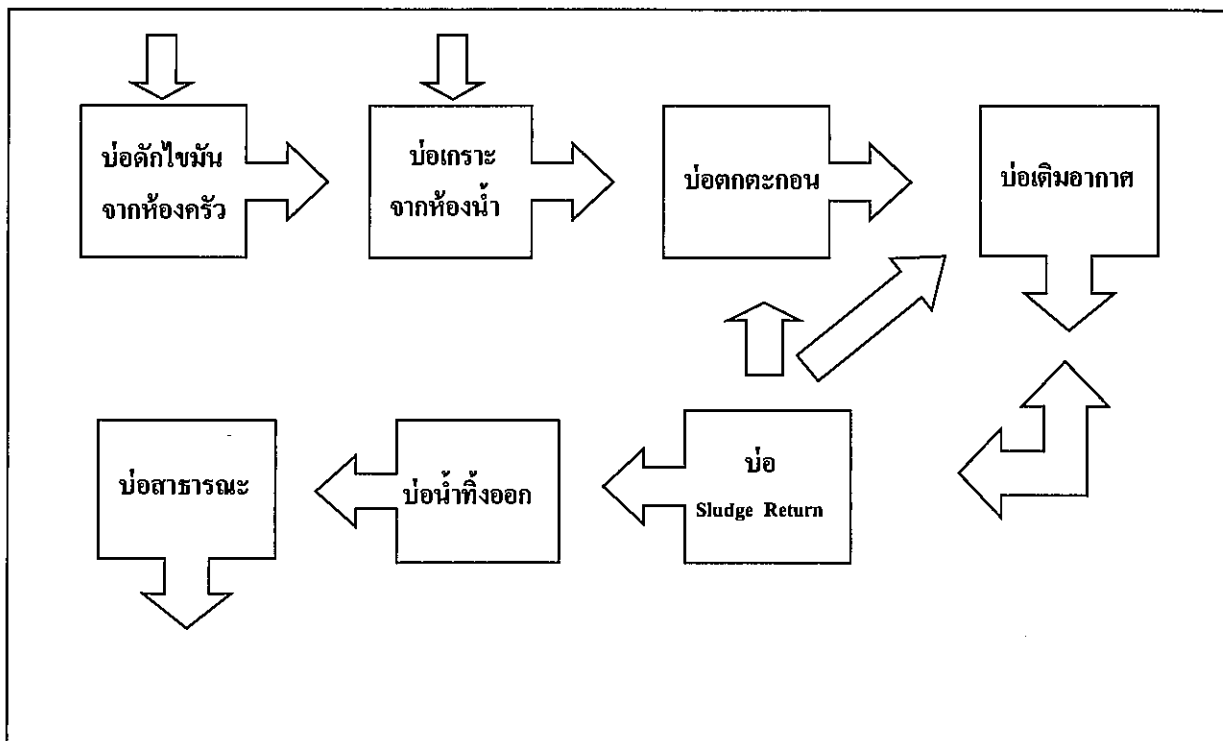 บ่อดักไขมัน
จากห้องครัว
บ่อเกราะ
จากห้องน้ำ
บ่อตกตะกอน
บ่อเติมอากาศ
บ่อสาธารณะ
บ่อน้ำทิ้งออก
บ่อ
Sludge Return